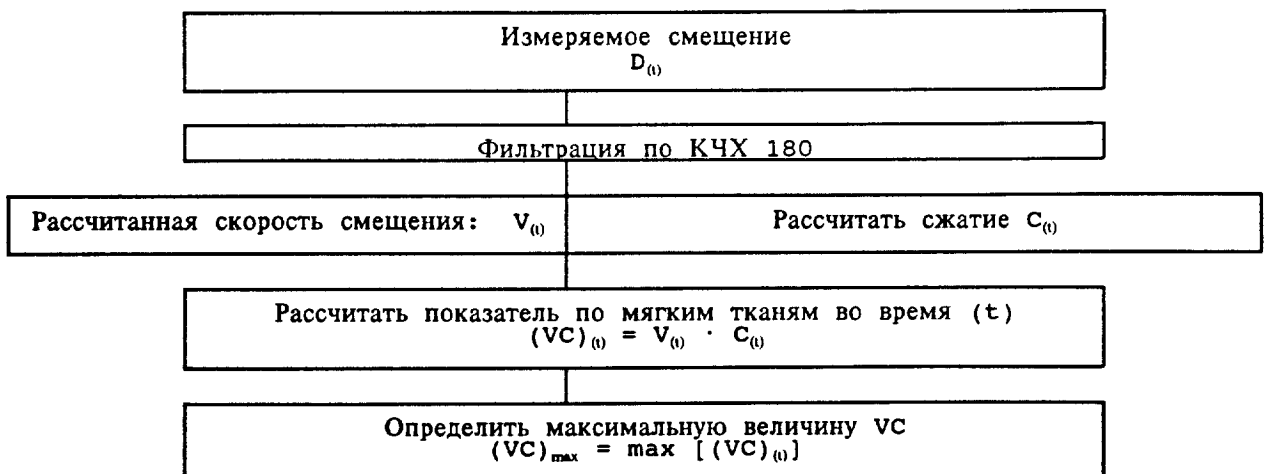 Измеряемое смещение
D(t)
Фильтрация по КЧХ 180
Рассчитанная скорость смещения: V(t)
Рассчитать сжатие C(t)
Рассчитать показатель по мягким тканям во время (t)
(VC)(t) = V(t) · C(t)
Определить максимальную величину VC
(VC)max = max [(VC)(t)]